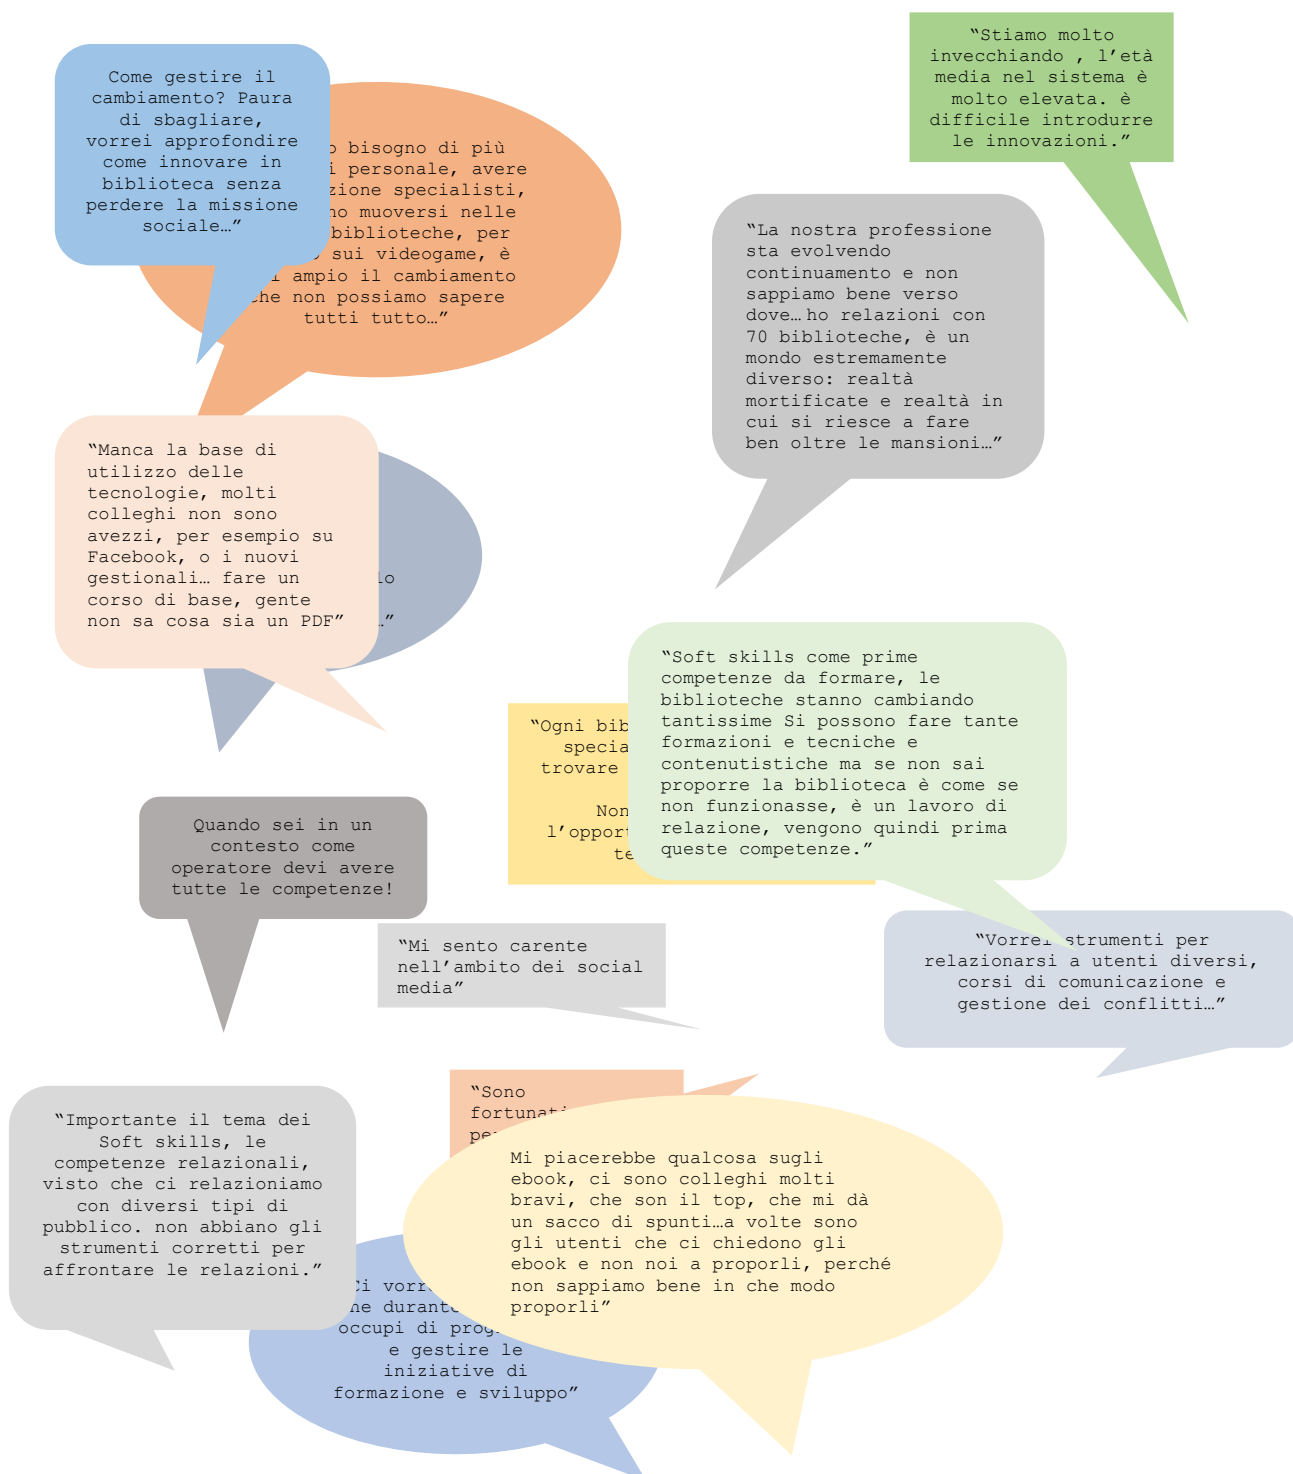 Come gestire il
cambiamento? Paura
di sbagliare,
vorrei approfondire
come innovare in
biblioteca senza
perdere la missione
sociale…”
bisogno di più
personale, avere
specialisti,
muoversi nelle
biblioteche, per
sui videogame, è
ampio il cambiamento
che non possiamo sapere
tutti tutto…”
“Stiamo molto
invecchiando , l’età
media nel sistema è
molto elevata. è
difficile introdurre
le innovazioni.”
“La nostra professione
sta evolvendo
continuamento e non
sappiamo bene verso
dove… ho relazioni con
70 biblioteche, è un
mondo estremamente
diverso: realtà
mortificate e realtà in
cui si riesce a fare
ben oltre le mansioni…”
“Manca la base di
utilizzo delle
tecnologie, molti
colleghi non sono
avezzi, per esempio su
Facebook, o i nuovi
gestionali… fare un
corso di base, gente
non sa cosa sia un PDF”
“Soft skills come prime
competenze da formare, le
biblioteche stanno cambiando
tantissime Si possono fare tante
formazioni e tecniche e
contenutistiche ma se non sai
proporre la biblioteca è come se
non funzionasse, è un lavoro di
relazione, vengono quindi prima
queste competenze.”
“Ogni
trovare
Non
Quando sei in un
contesto come
operatore devi avere
tutte le competenze!
“Mi sento carente
nell’ambito dei social
media”
“Vorrei strumenti per
relazionarsi a utenti diversi,
corsi di comunicazione e
gestione dei conflitti…”
“Importante il tema dei
Soft skills, le
competenze relazionali,
visto che ci relazioniamo
con diversi tipi di
pubblico. non abbiano gli
strumenti corretti per
affrontare le relazioni.”
“Sono
Mi piacerebbe qualcosa sugli
ebook, ci sono colleghi molti
bravi, che son il top, che mi dà
un sacco di spunti…a volte sono
gli utenti che ci chiedono gli
ebook e non noi a proporli, perché
non sappiamo bene in che modo
proporli”
Ci
durante
occupi di
e gestire le
iniziative di
formazione e sviluppo”